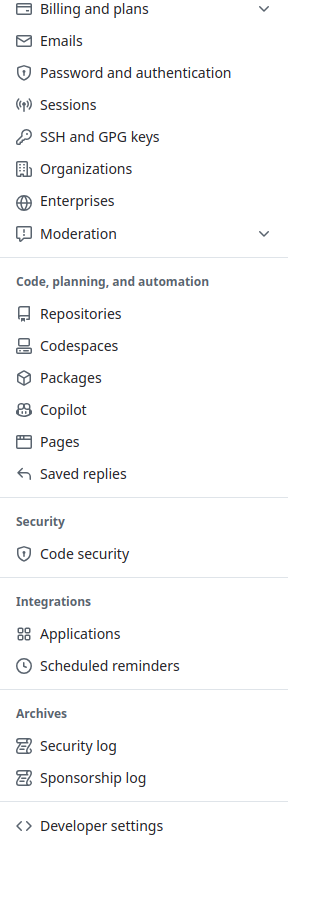 Billing and plans
Emails
Password and authentication
Sessions
SSH and GPG keys
Organizations
Enterprises
Moderation
Code, planning, and automation
Repositories
Codespaces
Packages
Copilot
Pages
Saved replies
Security
Code security
Integrations
Applications
Scheduled reminders
Archives
Security log
Sponsorship log
Developer settings